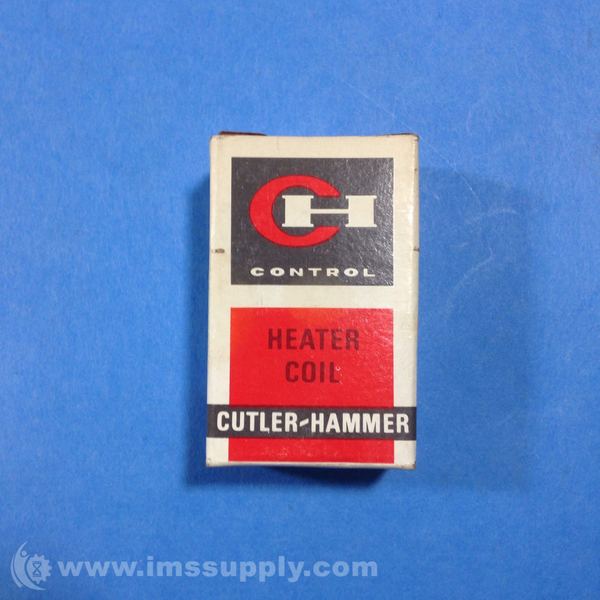 CH
CONTROL
HEATER
COIL
CUTLER-HAMMER
www.imssupply.com